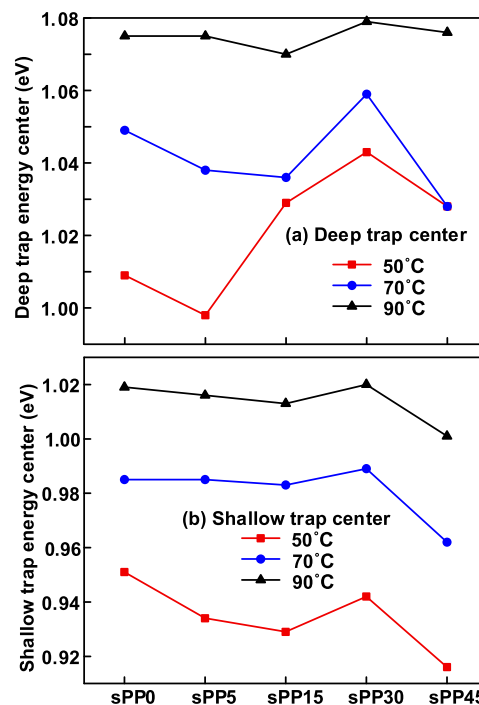 Deep trap energy center (eV)
1.08
1.06
1.04
1.02
1.00
(a) Deep trap center
50°C
70°C
90°C
Shallow trap energy center (eV)
1.02
1.00
0.98
0.96
0.94
0.92
(b) Shallow trap center
50°C
70°C
90°C
sPP0 sPP5 sPP15 sPP30 sPP45